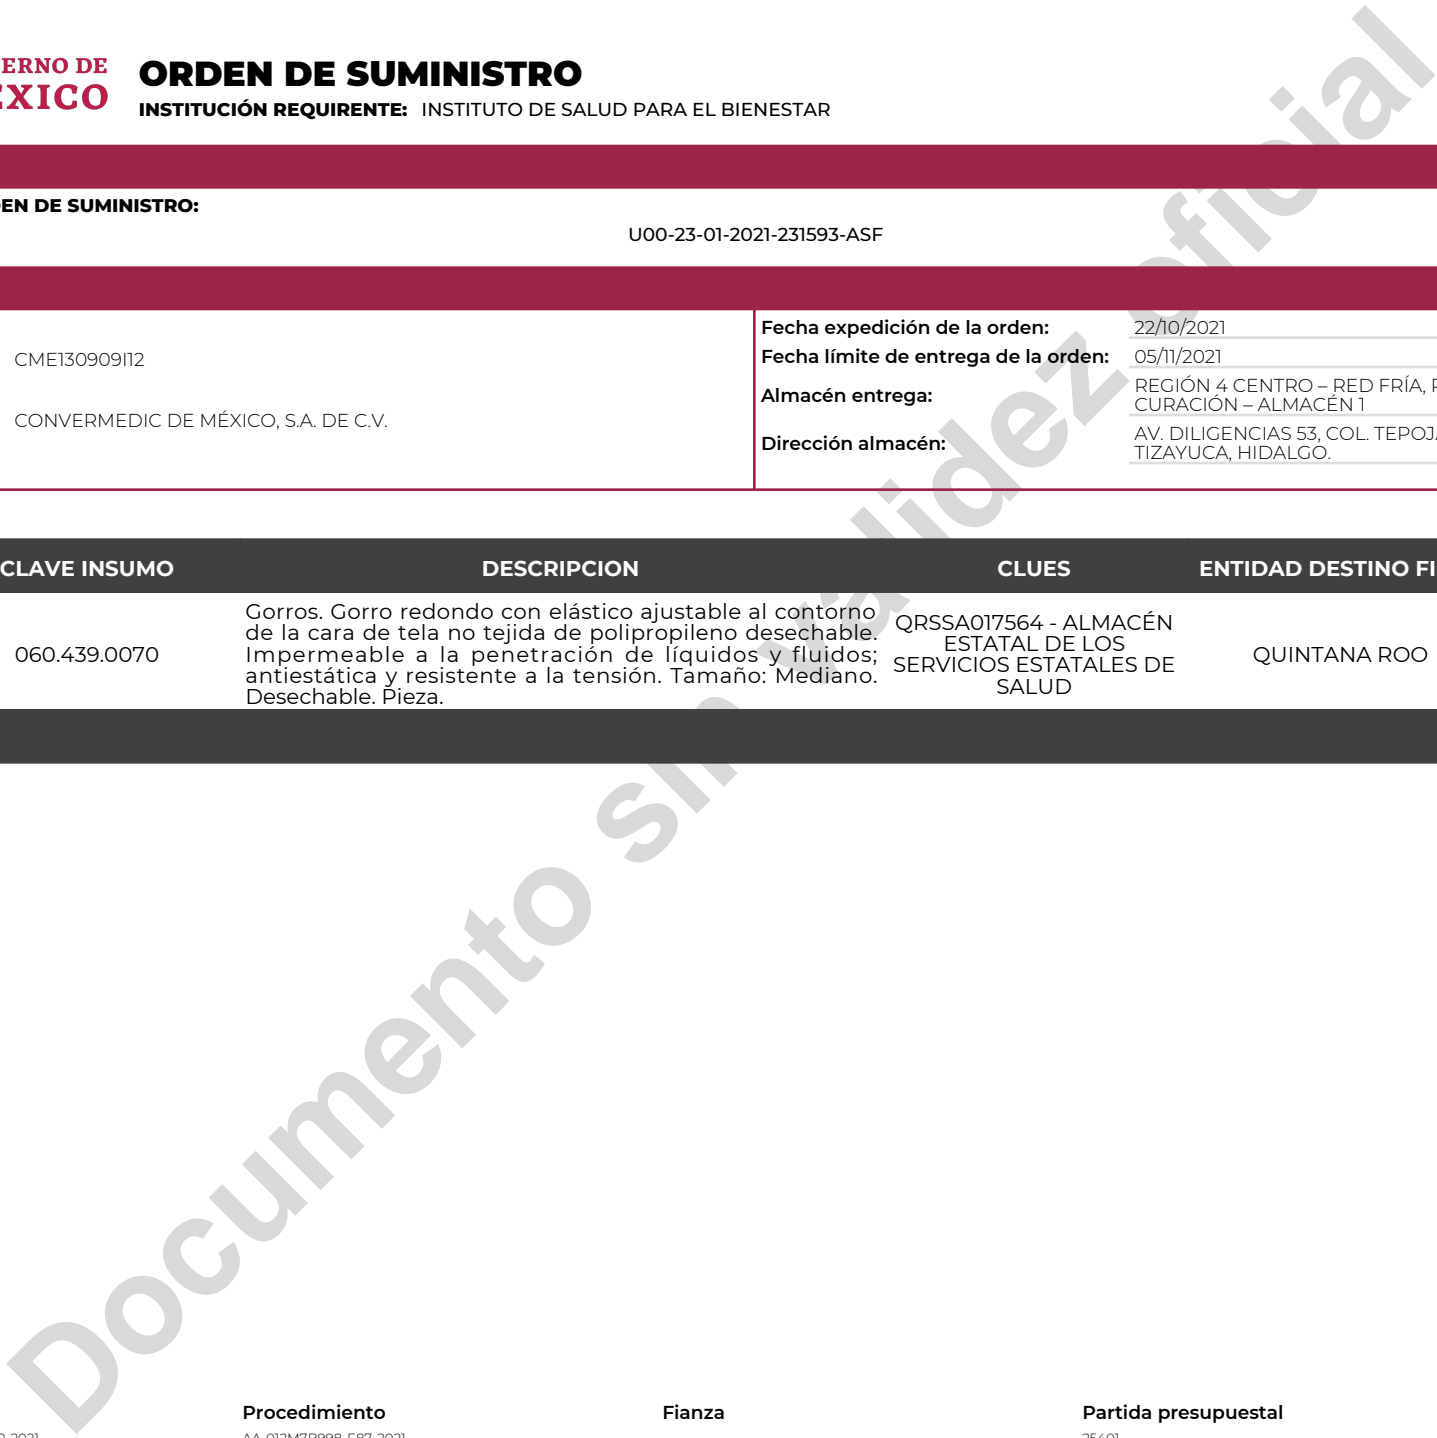 ERNO DE
ÉXICO
ORDEN DE SUMINISTRO
INSTITUCIÓN REQUIRENTE: INSTITUTO DE SALUD PARA EL BIENESTAR
EN DE SUMINISTRO:
U00-23-01-2021-231593-ASF
CME130909I12
CONVERMEDIC DE MÉXICO, S.A. DE C.V.
Fecha expedición de la orden: 22/10/2021
Fecha límite de entrega de la orden: 05/11/2021
Almacén entrega: REGIÓN 4 CENTRO – RED FRÍA,
CURACIÓN – ALMACÉN 1
Dirección almacén: AV. DILIGENCIAS 53, COL. TEPOJA
TIZAYUCA, HIDALGO.
CLAVE INSUMO DESCRIPCION CLUES ENTIDAD DESTINO FI
060.439.0070
Gorros. Gorro redondo con elástico ajustable al contorno
de la cara de tela no tejida de polipropileno desechable.
Impermeable a la penetración de líquidos y fluidos;
antiestática y resistente a la tensión. Tamaño: Mediano.
Desechable. Pieza.
QRSSA017564 - ALMACÉN
ESTATAL DE LOS
SERVICIOS ESTATALES DE
SALUD
QUINTANA ROO
Documento sin validez oficial
Procedimiento Fianza Partida presupuestal